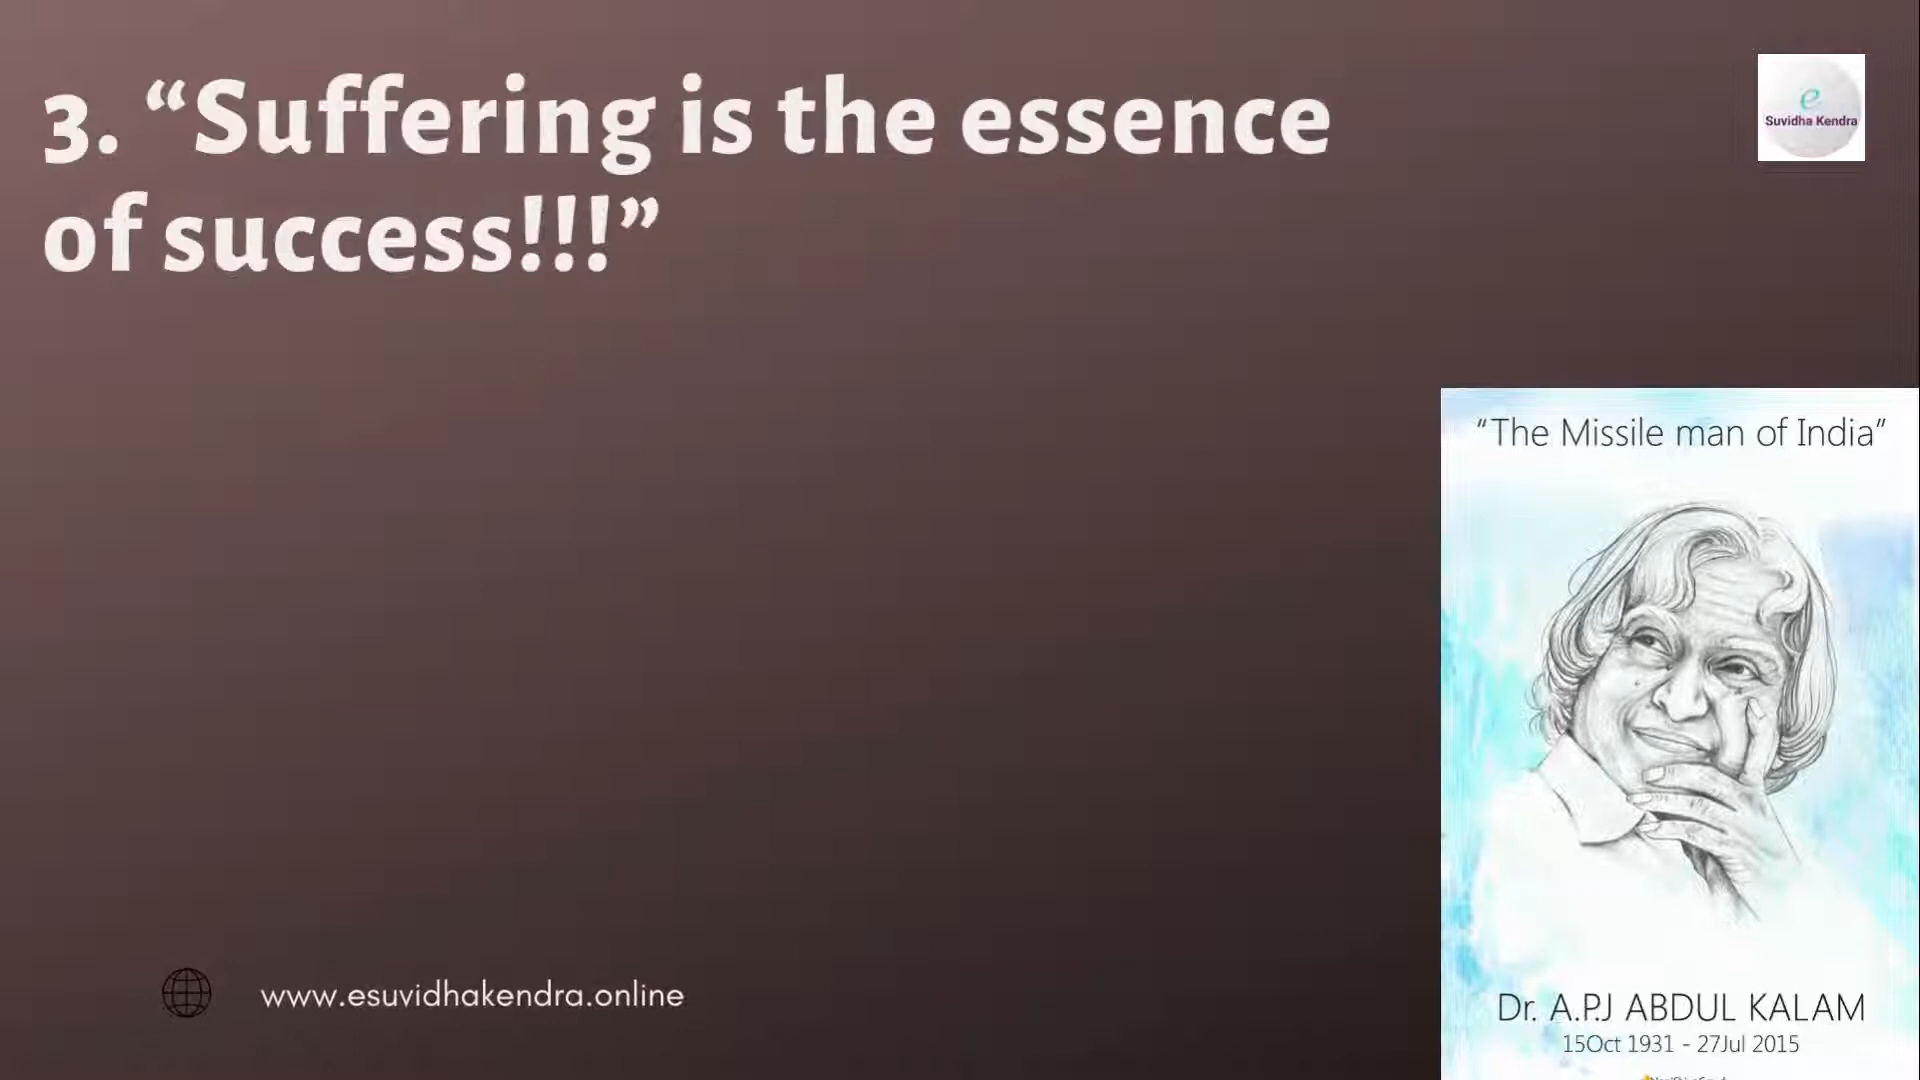 3. “Suffering is the essence
of success!!!”
e
Suvidha Kendra
“The Missile man of India”
Dr. A.P.J ABDUL KALAM
15Oct 1931 - 27Jul 2015
www.esuvidhakendra.online